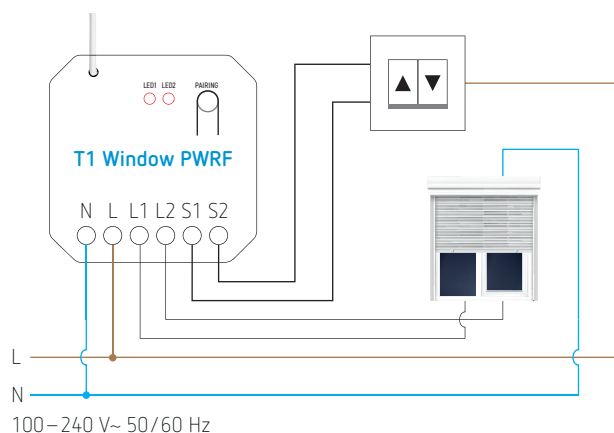 LED1 LED2 PAIRING
T1 Window PWRF
N L L1 L2 S1 S2
L
N
100–240 V~ 50/60 Hz